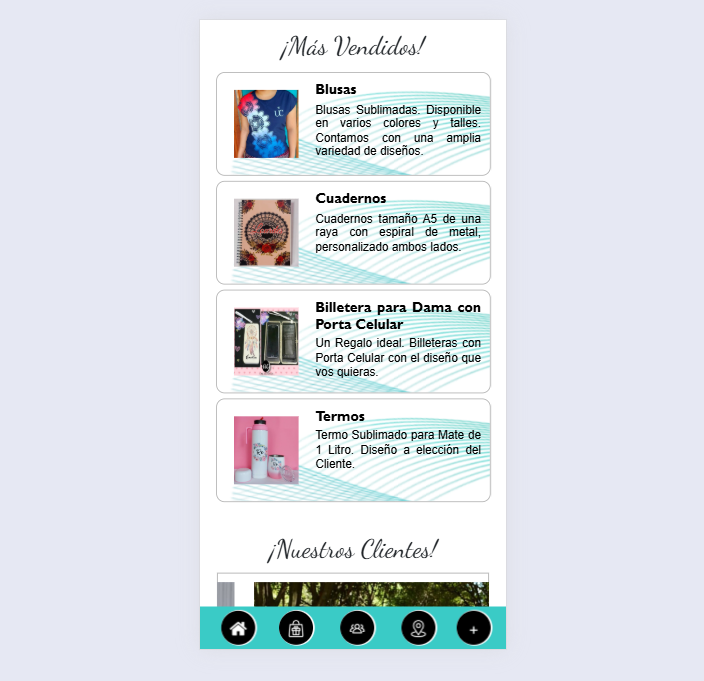 ¡Más Vendidos!
Blusas
Blusas Sublimadas. Disponible
en varios colores y talles.
Contamos con una amplia
variedad de diseños.
Cuadernos
Cuadernos tamaño A5 de una
raya con espiral de metal,
personalizado ambos lados.
Billetera para Dama con
Porta Celular
Un Regalo ideal. Billeteras con
Porta Celular con el diseño que
vos quieras.
Termos
Termo Sublimado para Mate de
1 Litro. Diseño a elección del
Cliente.
¡Nuestros Clientes!